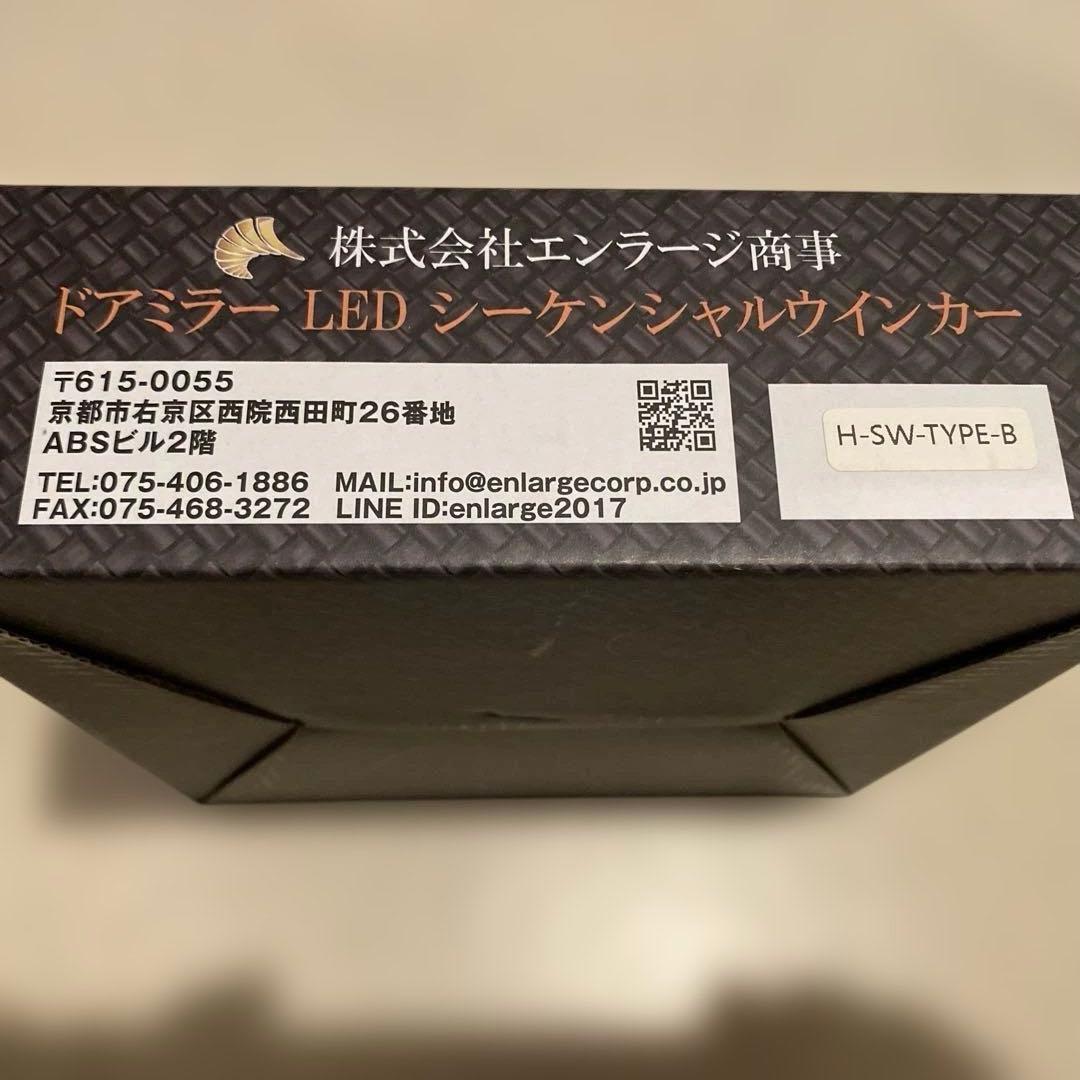 株式会社エンラージ商事
ドアミラー LED シーケンシャルウインカー
〒615-0055
京都市右京区西院西田町26番地
ABSビル2階
TEL:075-406-1886 MAIL:info@enlargecorp.co.jp
FAX:075-468-3272 LINE ID:enlarge2017
H-SW-TYPE-B